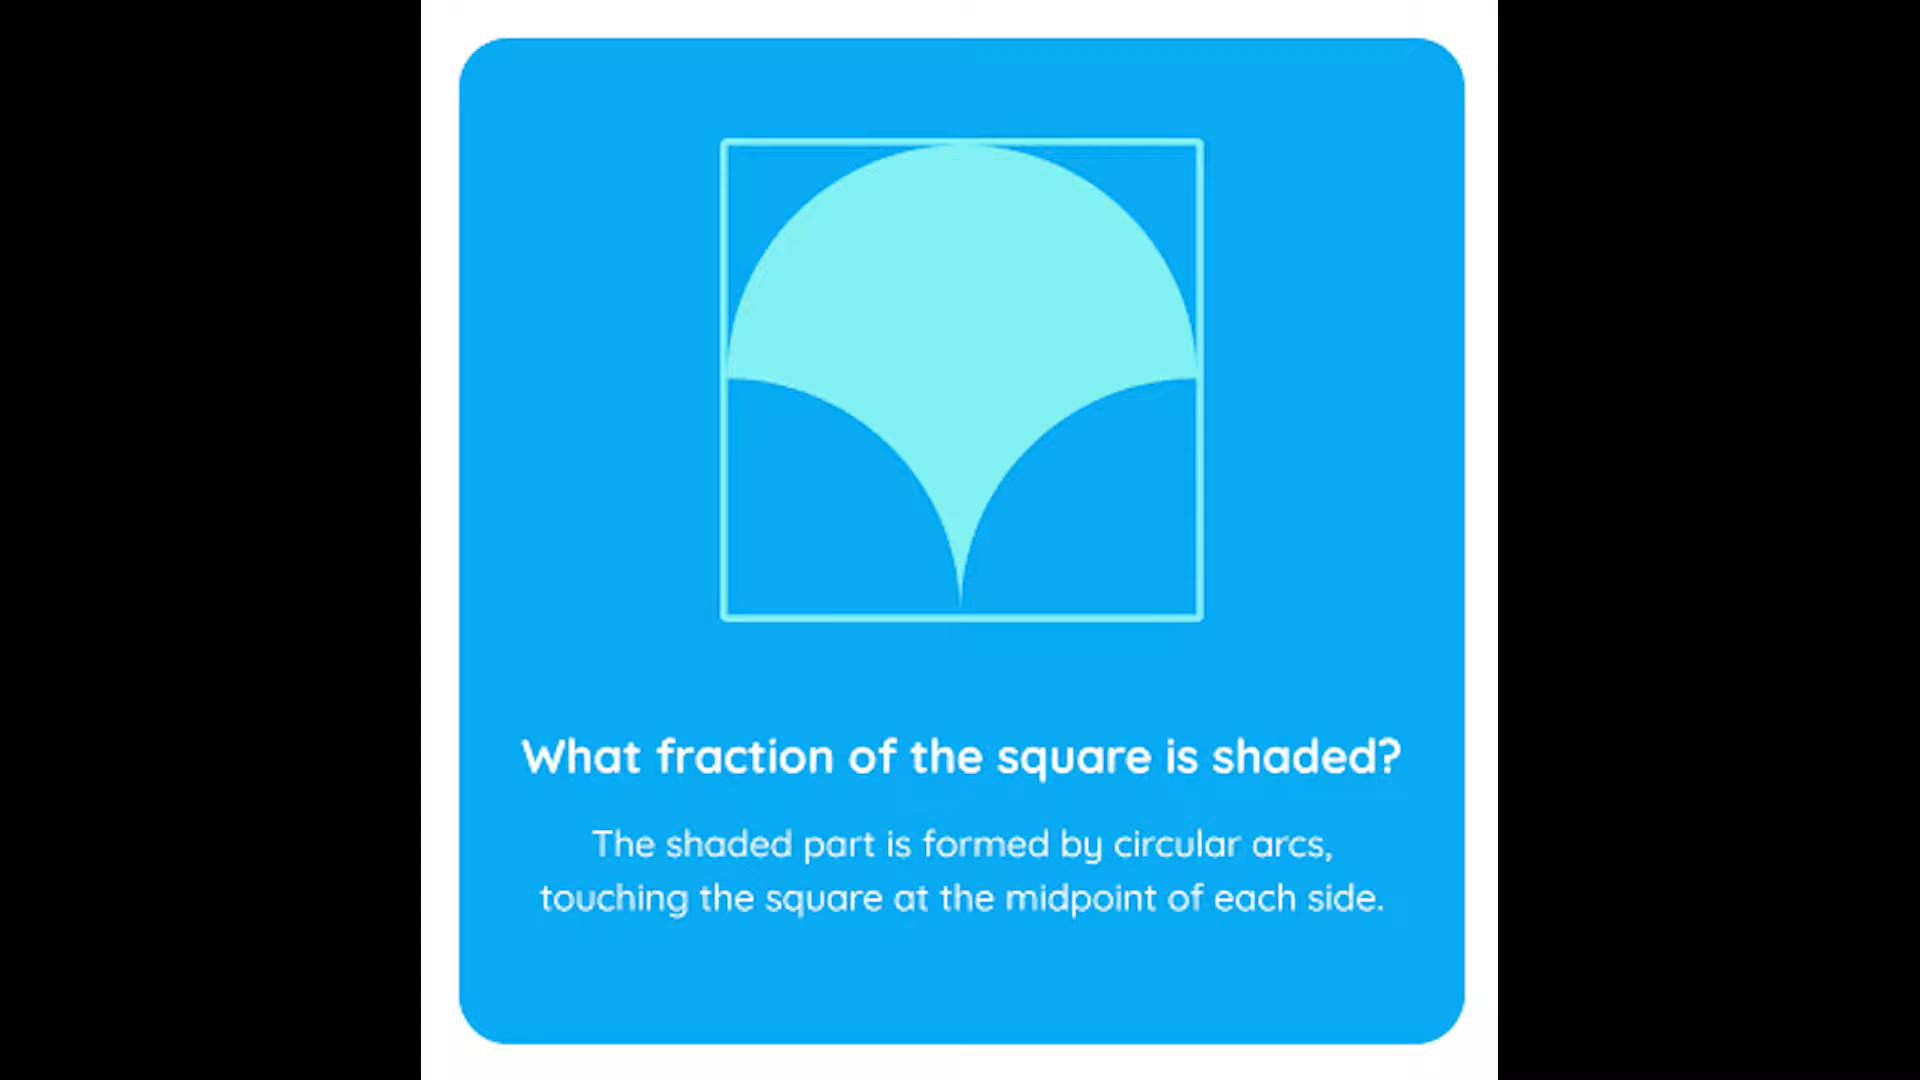 What fraction of the square is shaded?
The shaded part is formed by circular arcs,
touching the square at the midpoint of each side.